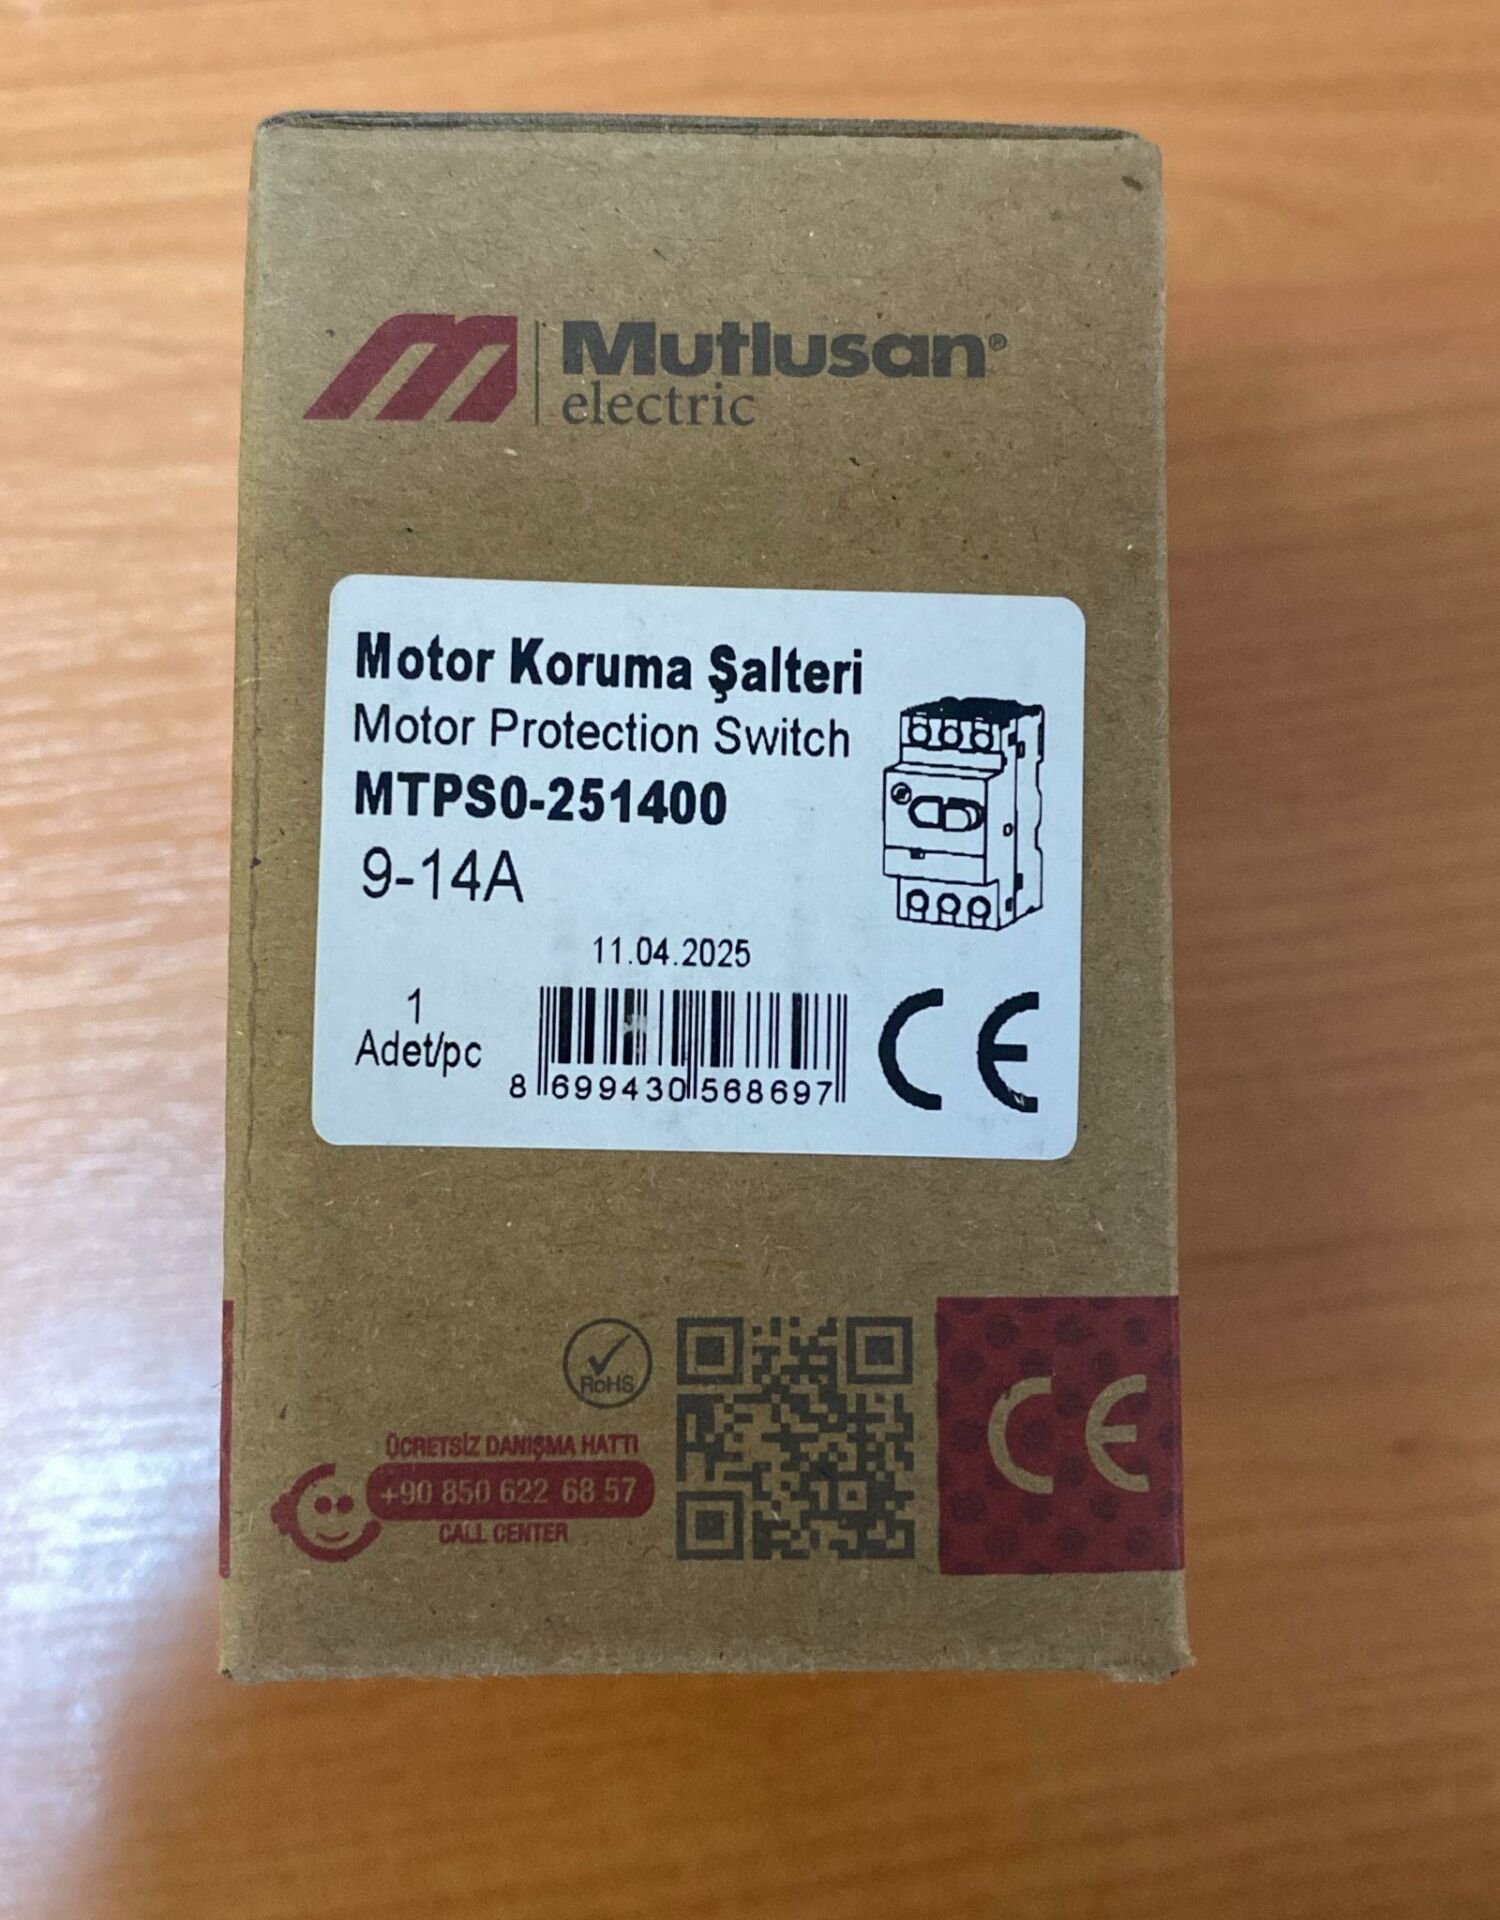 Mutlusan®
electric
Motor Koruma Şalteri
Motor Protection Switch
MTPS0-251400
9-14A
11.04.2025
1
Adet/pc
8 699430 568697
CE
RoHS
ÜCRETSİZ DANIŞMA HATTI
+90 850 622 68 57
CALL CENTER
CE